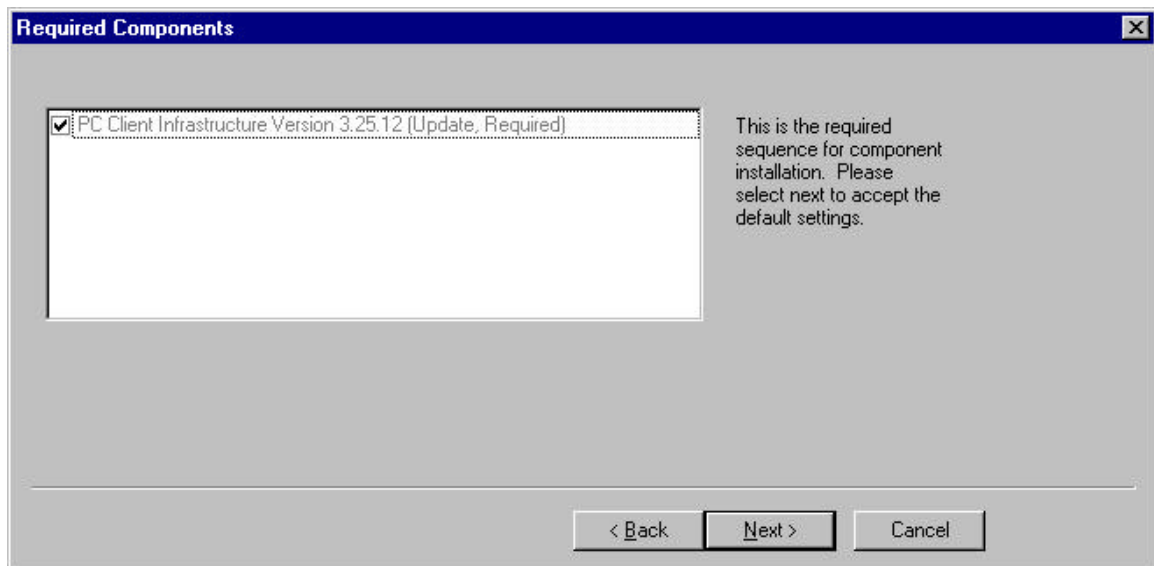 Required Components
PC Client Infrastructure Version 3.25.12 (Update, Required)
This is the required
sequence for component
installation.  Please
select next to accept the
default settings.
< Back
Next >
Cancel